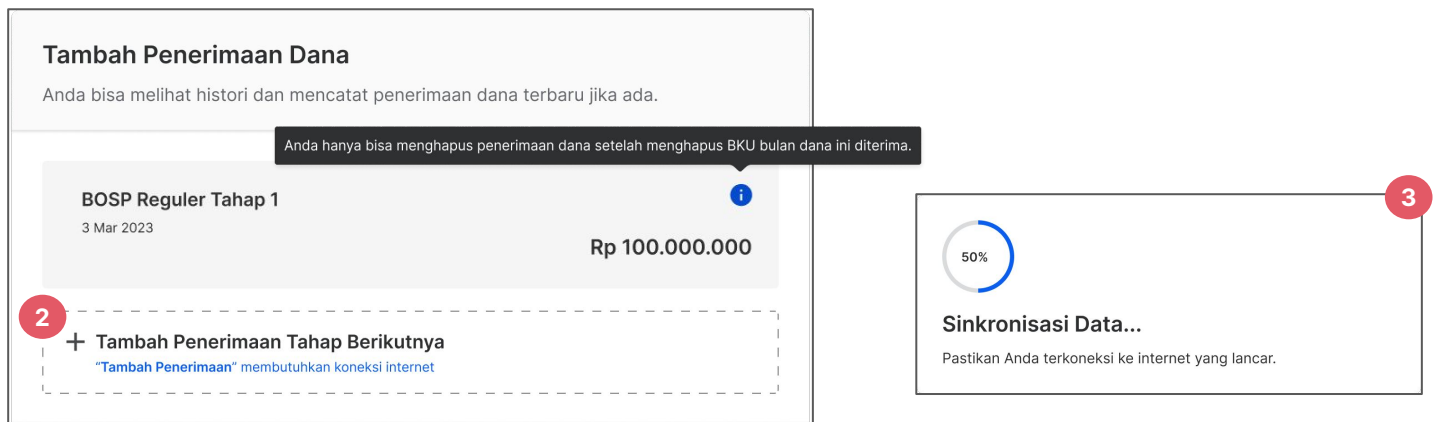 Tambah Penerimaan Dana
Anda bisa melihat histori dan mencatat penerimaan dana terbaru jika ada.
Anda hanya bisa menghapus penerimaan dana setelah menghapus BKU bulan dana ini diterima.
BOSP Reguler Tahap 1
i
3 Mar 2023
Rp 100.000.000
2
+ Tambah Penerimaan Tahap Berikutnya
“Tambah Penerimaan” membutuhkan koneksi internet
3
50%
Sinkronisasi Data...
Pastikan Anda terkoneksi ke internet yang lancar.